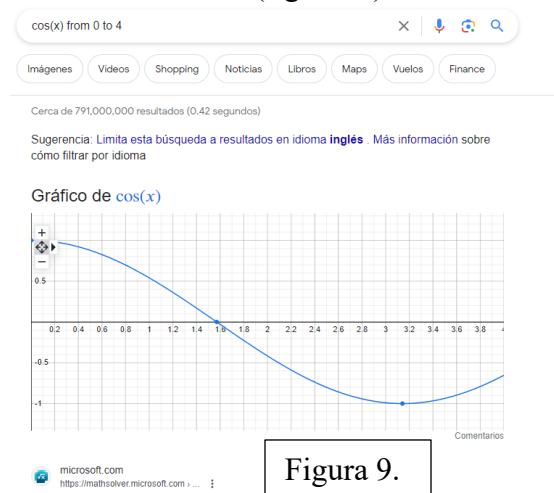 cos(x) from 0 to 4
Imágenes Videos Shopping Noticias Libros Maps Vuelos Finance
Cerca de 791,000,000 resultados (0.42 segundos)
Sugerencia: Limita esta búsqueda a resultados en idioma inglés . Más información sobre
cómo filtrar por idioma
Gráfico de cos(x)
+
−
0.5
0.2 0.4 0.6 0.8 1 1.2 1.4 1.6 1.8 2 2.2 2.4 2.6 2.8 3 3.2 3.4 3.6 3.8 4
-0.5
-1
Comentarios
microsoft.com
https://mathsolver.microsoft.com › ...
Figura 9.